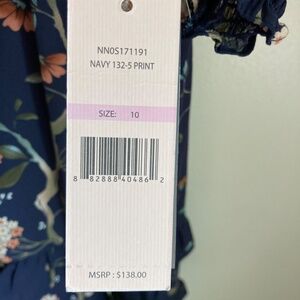 NN0S171191
NAVY 132-5 PRINT
SIZE: 10
8 82888 40486 2
MSRP : $138.00